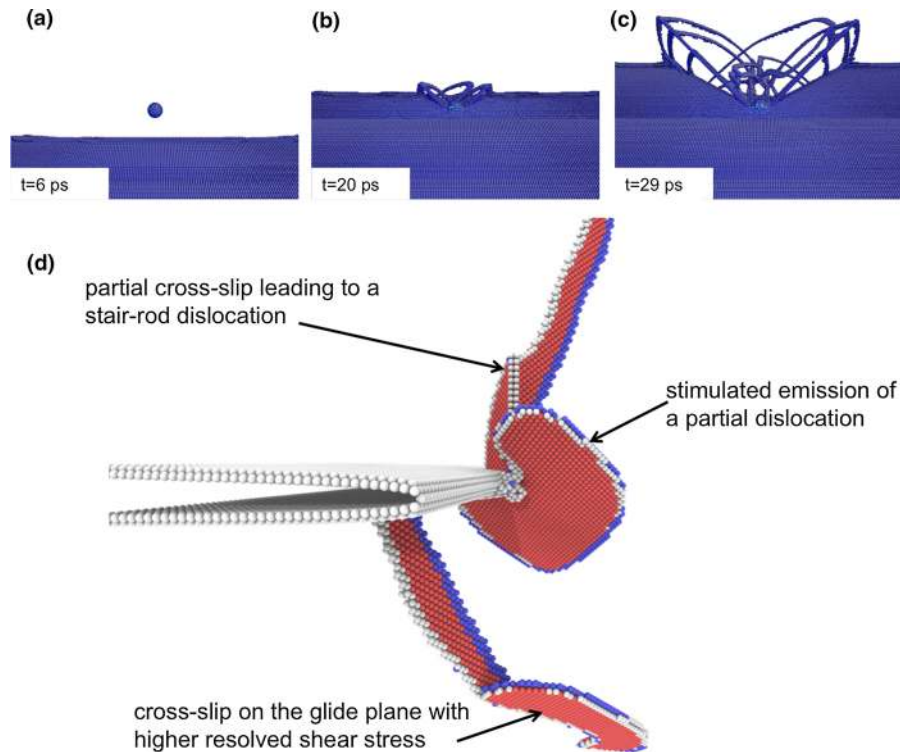 (a)
(b)
(c)
t=6 ps
t=20 ps
t=29 ps
(d)
partial cross-slip leading to a
stair-rod dislocation
stimulated emission of
a partial dislocation
cross-slip on the glide plane with
higher resolved shear stress